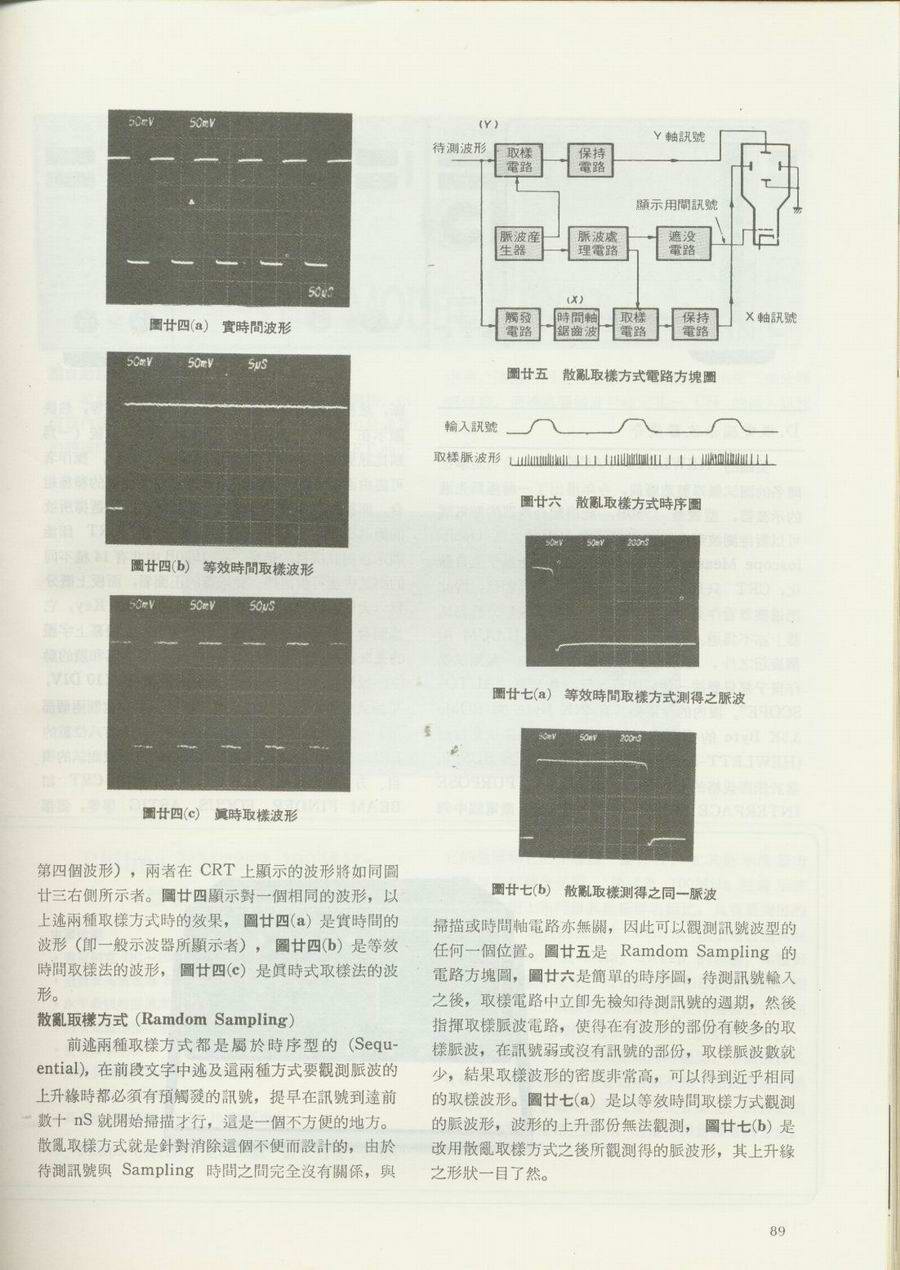 50mV 50mV
50μS
圖廿四(a) 實時間波形
50mV 50mV 5μS
圖廿四(b) 等效時間取樣波形
50mV 50mV 50μS
圖廿四(c) 眞時取樣波形
第四個波形），兩者在 CRT 上顯示的波形將如同圖
廿三右側所示者。圖廿四顯示對一個相同的波形，以
上述兩種取樣方式時的效果，圖廿四(a) 是實時間的
波形（卽一般示波器所顯示者），圖廿四(b) 是等效
時間取樣法的波形，圖廿四(c) 是眞時式取樣法的波
形。
散亂取樣方式 (Ramdom Sampling)
前述兩種取樣方式都是屬於時序型的 (Sequ-
ential), 在前段文字中述及這兩種方式要觀測脈波的
上升緣時都必須有預觸發的訊號，提早在訊號到達前
數十 nS 就開始掃描才行，這是一個不方便的地方。
散亂取樣方式就是針對消除這個不便而設計的，由於
待測訊號與 Sampling 時間之間完全沒有關係，與
(Y)
待測波形
取樣
電路
保持
電路
Y 軸訊號
顯示用閘訊號
脈波產
生器
脈波處
理電路
遮沒
電路
(X)
觸發
電路
時間軸
鋸齒波
取樣
電路
保持
電路
X 軸訊號
圖廿五 散亂取樣方式電路方塊圖
輸入訊號
取樣脈波形
圖廿六 散亂取樣方式時序圖
50mV 50mV 200nS
圖廿七(a) 等效時間取樣方式測得之脈波
50mV 50mV 200nS
圖廿七(b) 散亂取樣測得之同一脈波
掃描或時間軸電路亦無關，因此可以觀測訊號波型的
任何一個位置。圖廿五是 Ramdom Sampling 的
電路方塊圖，圖廿六是簡單的時序圖，待測訊號輸入
之後，取樣電路中立卽先檢知待測訊號的週期，然後
指揮取樣脈波電路，使得在有波形的部份有較多的取
樣脈波，在訊號弱或沒有訊號的部份，取樣脈波數就
少，結果取樣波形的密度非常高，可以得到近乎相同
的取樣波形。圖廿七(a) 是以等效時間取樣方式觀測
的脈波形，波形的上升部份無法觀測，圖廿七(b) 是
改用散亂取樣方式之後所觀測得的脈波形，其上升緣
之形狀一目了然。
89